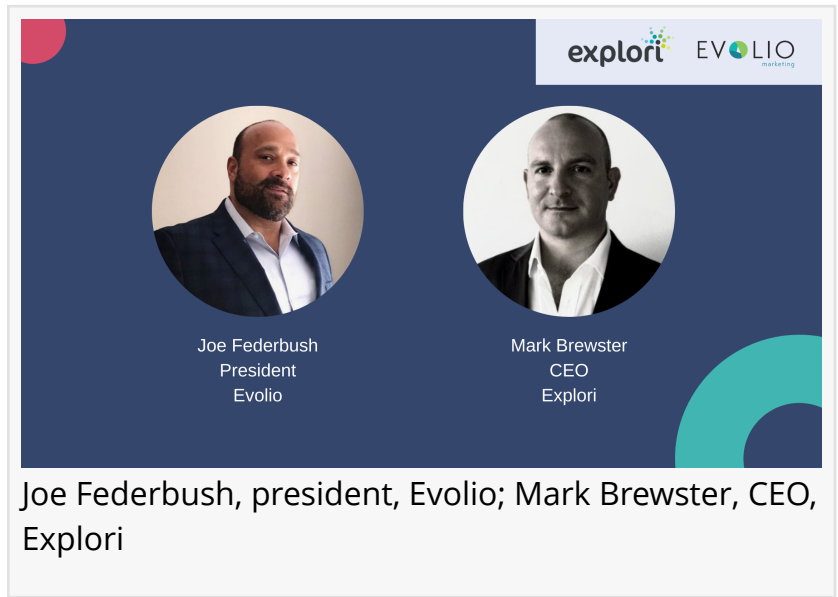 explori EVOLIO
marketing
Joe Federbush
President
Evolio
Mark Brewster
CEO
Explori
Joe Federbush, president, Evolio; Mark Brewster, CEO,
Explori